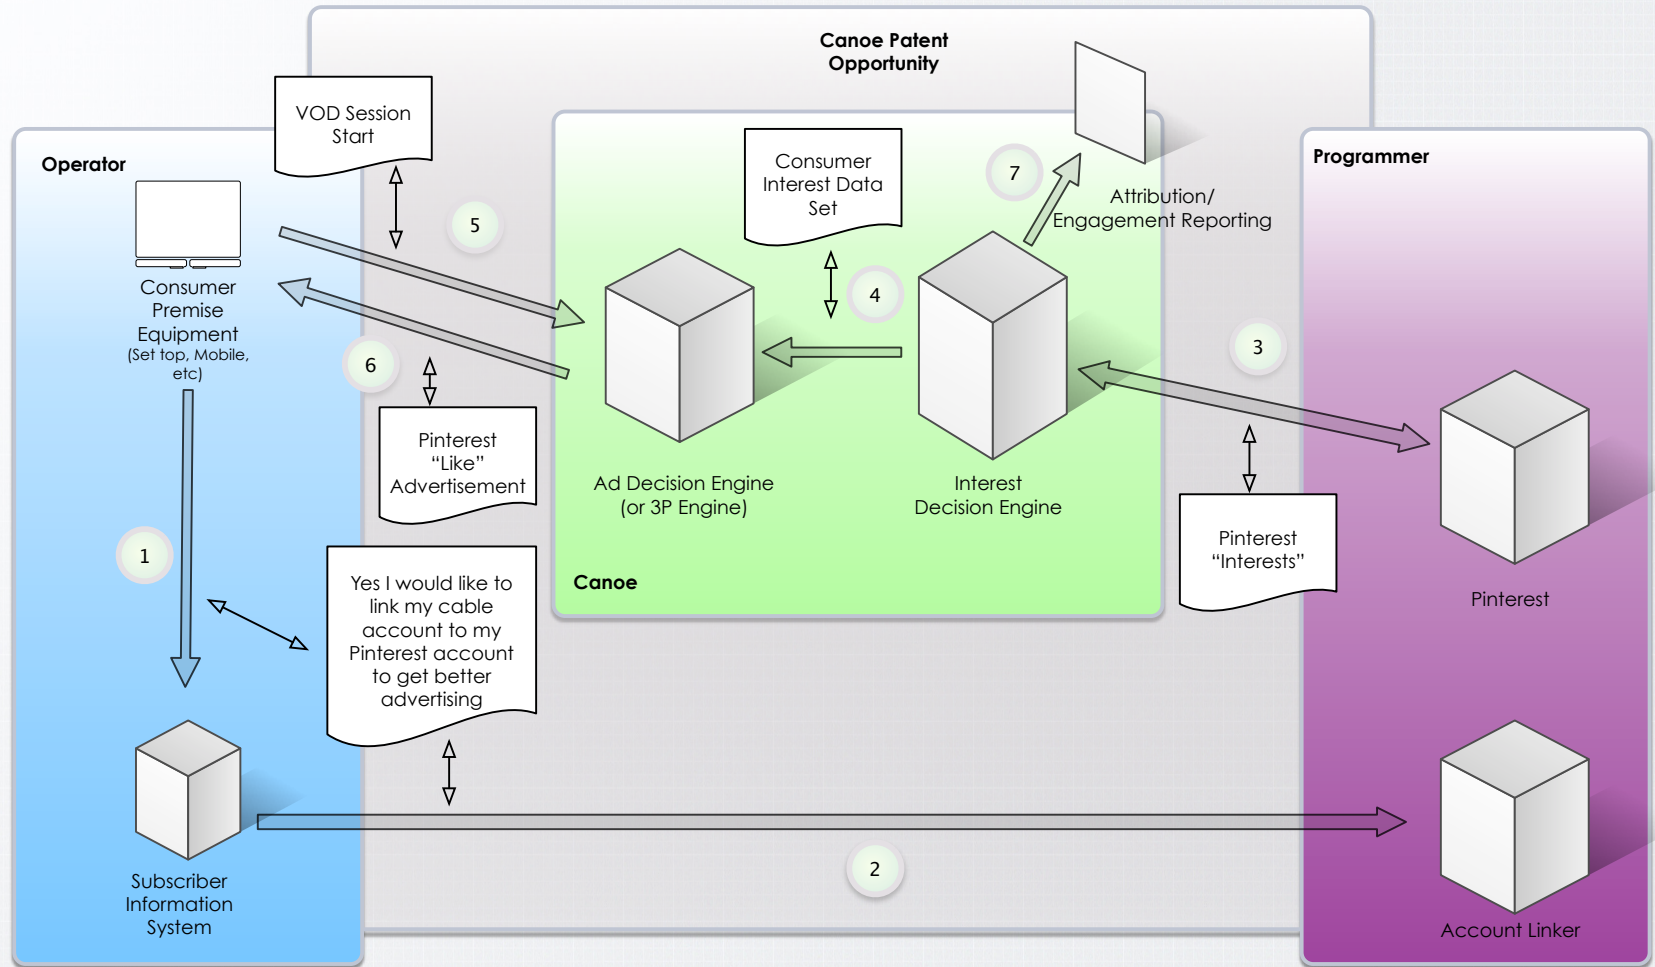 Canoe Patent
Opportunity
VOD Session
Start
Operator
Consumer
Interest Data
Set
7
Programmer
Attribution/
Engagement Reporting
5
Consumer
Premise
Equipment
(Set top, Mobile,
etc)
4
6
3
Pinterest
“Like”
Advertisement
Ad Decision Engine
(or 3P Engine)
Interest
Decision Engine
Pinterest
“Interests”
1
Yes I would like to
link my cable
account to my
Pinterest account
to get better
advertising
Canoe
Pinterest
2
Subscriber
Information
System
Account Linker